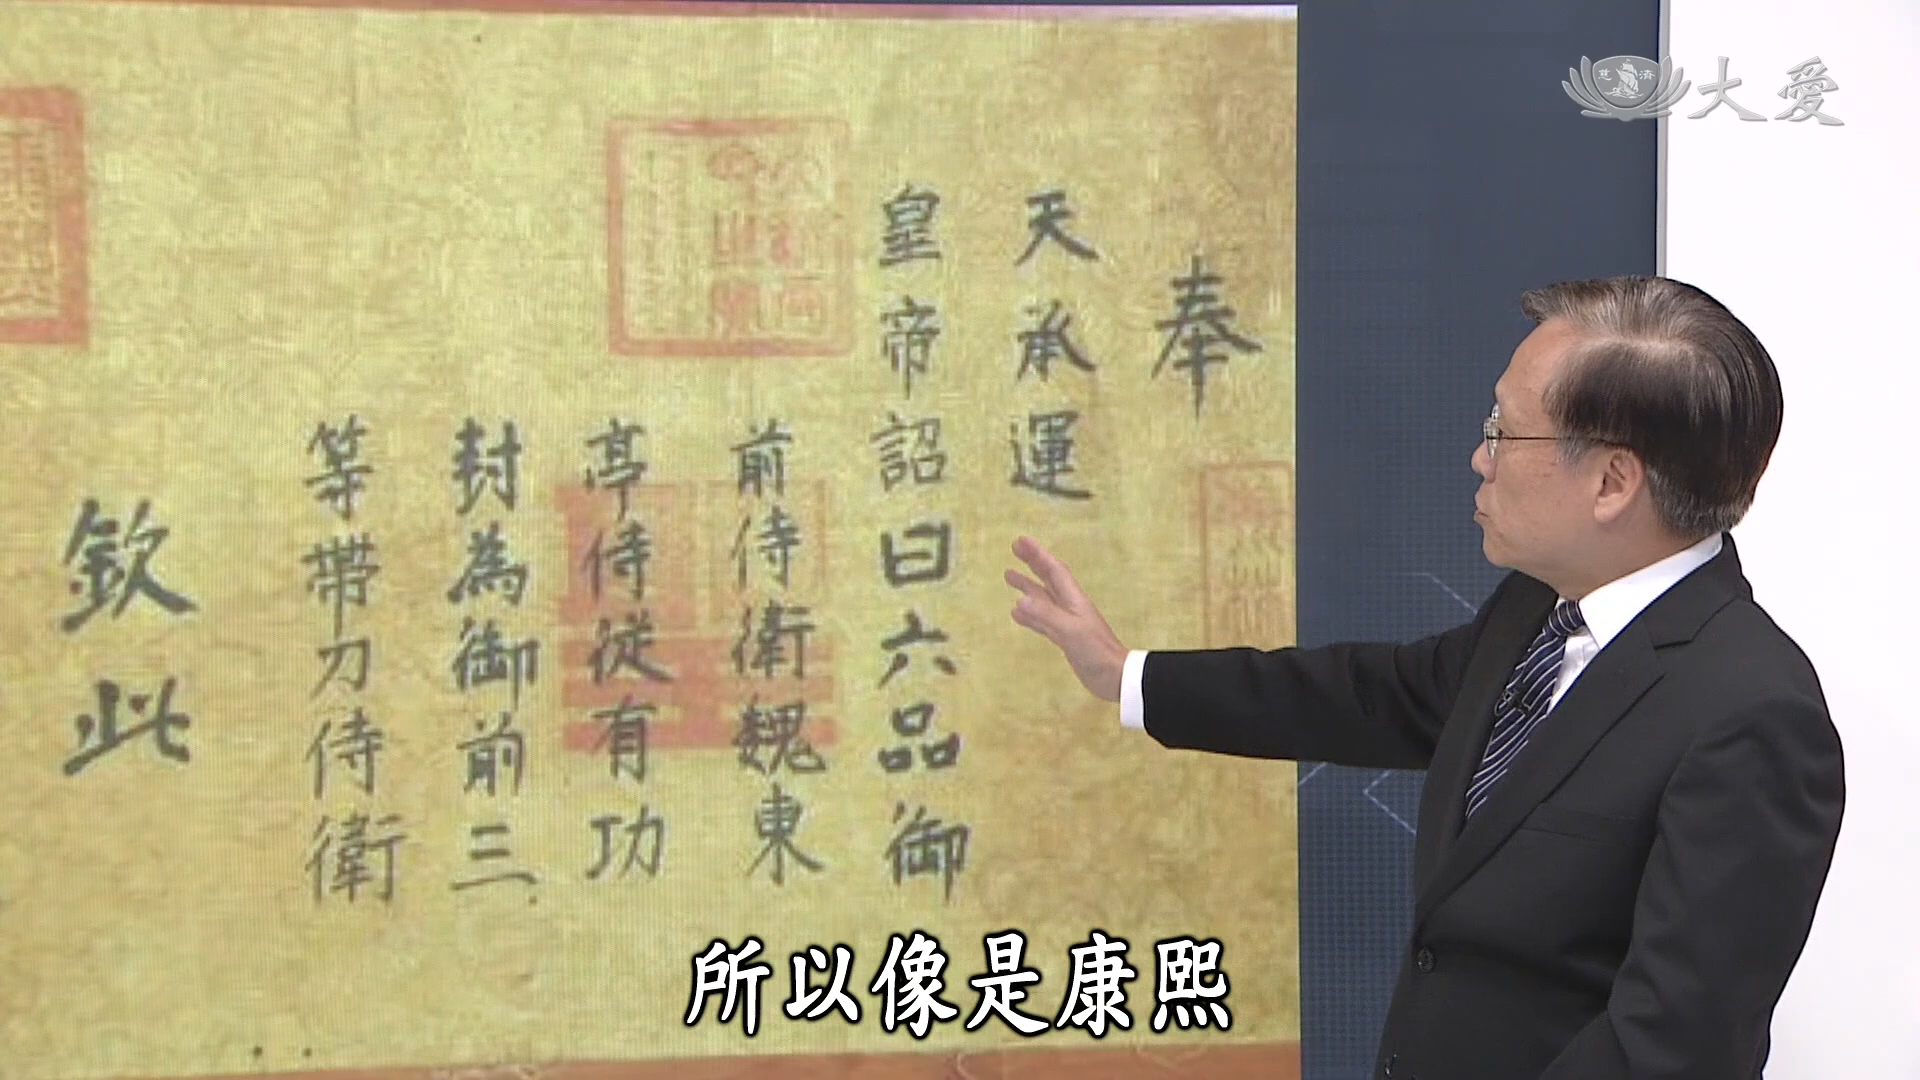 奉
天承運
皇帝詔曰六品御
前侍衛魏東
亭侍從有功
封為御前三
等帶刀侍衛
欽此
慈濟
大愛
所以像是康熙